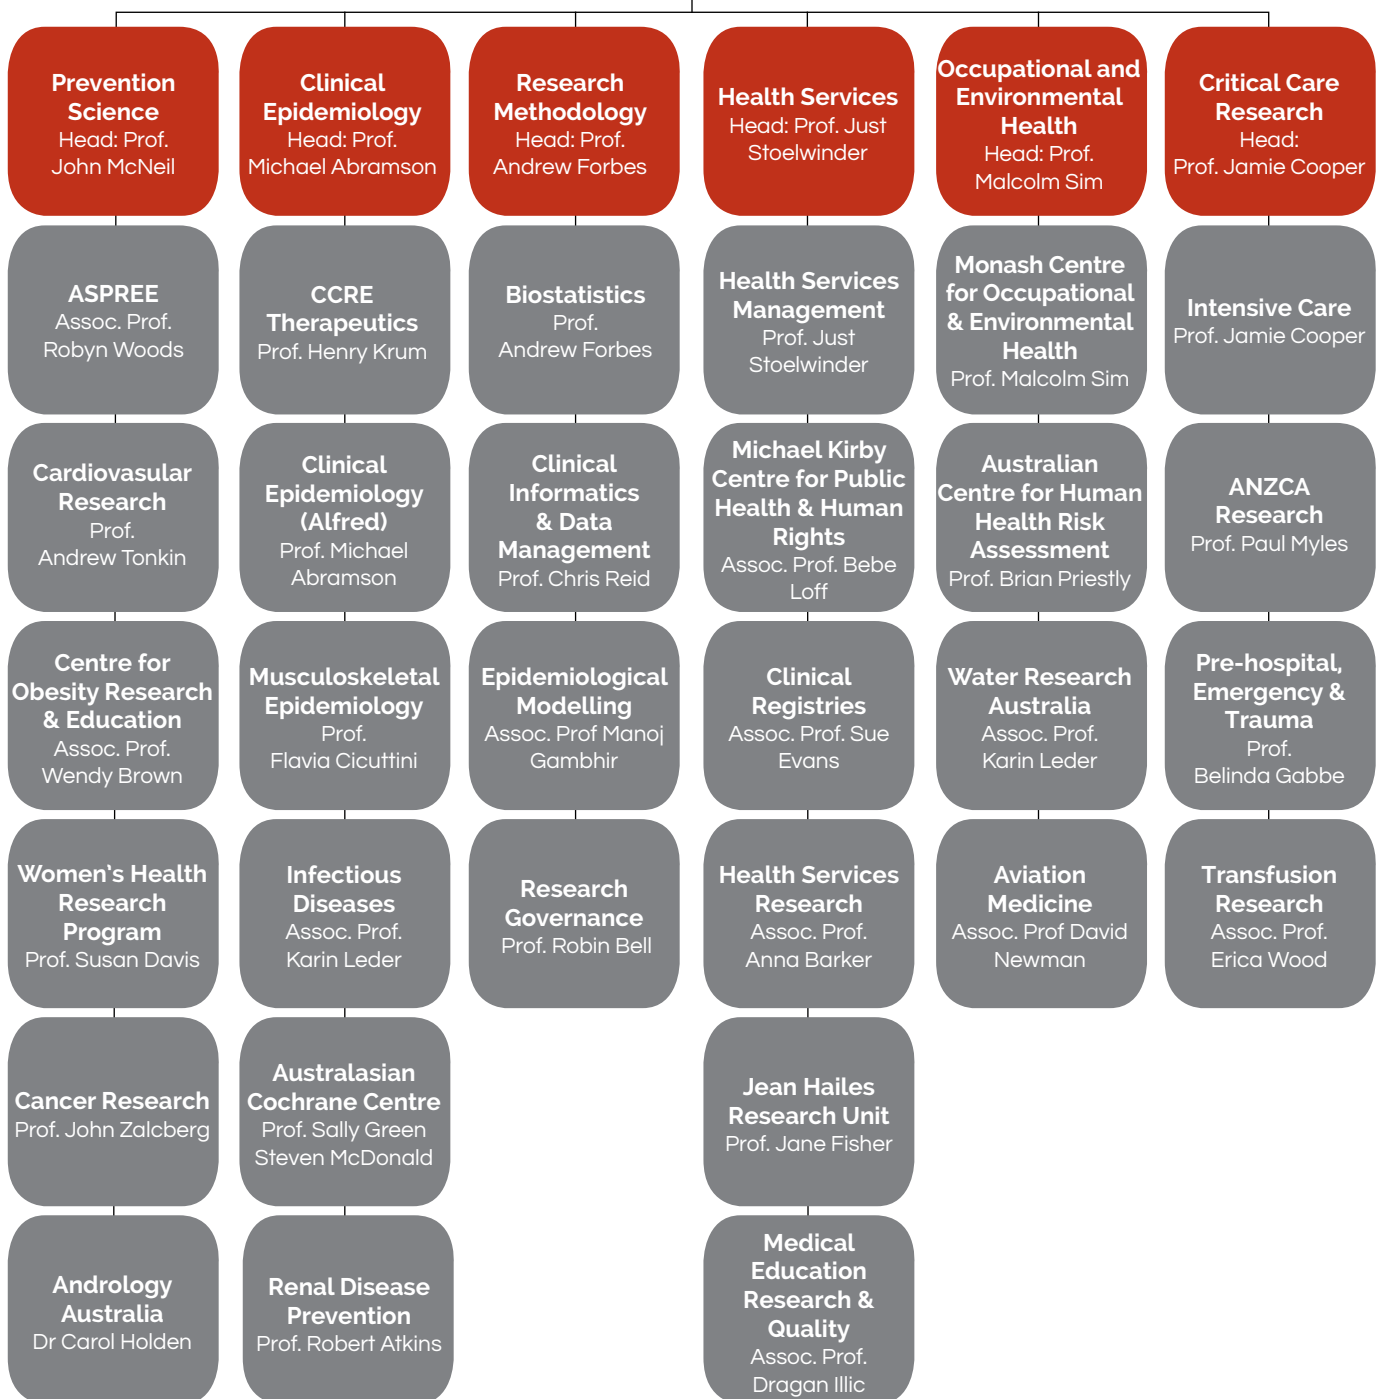 Prevention
Science
Head: Prof.
John McNeil
Clinical
Epidemiology
Head: Prof.
Michael Abramson
Research
Methodology
Head: Prof.
Andrew Forbes
Health Services
Head: Prof. Just
Stoelwinder
Occupational and
Environmental
Health
Head: Prof.
Malcolm Sim
Critical Care
Research
Head:
Prof. Jamie Cooper
ASPREE
Assoc. Prof.
Robyn Woods
CCRE
Therapeutics
Prof. Henry Krum
Biostatistics
Prof.
Andrew Forbes
Health Services
Management
Prof. Just
Stoelwinder
Monash Centre
for Occupational
& Environmental
Health
Prof. Malcolm Sim
Intensive Care
Prof. Jamie Cooper
Cardiovasular
Research
Prof.
Andrew Tonkin
Clinical
Epidemiology
(Alfred)
Prof. Michael
Abramson
Clinical
Informatics
& Data
Management
Prof. Chris Reid
Michael Kirby
Centre for Public
Health & Human
Rights
Assoc. Prof. Bebe
Loff
Australian
Centre for Human
Health Risk
Assessment
Prof. Brian Priestly
ANZCA
Research
Prof. Paul Myles
Centre for
Obesity Research
& Education
Assoc. Prof.
Wendy Brown
Musculoskeletal
Epidemiology
Prof.
Flavia Cicuttini
Epidemiological
Modelling
Assoc. Prof Manoj
Gambhir
Clinical
Registries
Assoc. Prof. Sue
Evans
Water Research
Australia
Assoc. Prof.
Karin Leder
Pre-hospital,
Emergency &
Trauma
Prof.
Belinda Gabbe
Women's Health
Research
Program
Prof. Susan Davis
Infectious
Diseases
Assoc. Prof.
Karin Leder
Research
Governance
Prof. Robin Bell
Health Services
Research
Assoc. Prof.
Anna Barker
Aviation
Medicine
Assoc. Prof David
Newman
Transfusion
Research
Assoc. Prof.
Erica Wood
Cancer Research
Prof. John Zalcberg
Australasian
Cochrane Centre
Prof. Sally Green
Steven McDonald
Jean Hailes
Research Unit
Prof. Jane Fisher
Andrology
Australia
Dr Carol Holden
Renal Disease
Prevention
Prof. Robert Atkins
Medical
Education
Research &
Quality
Assoc. Prof.
Dragan Illic